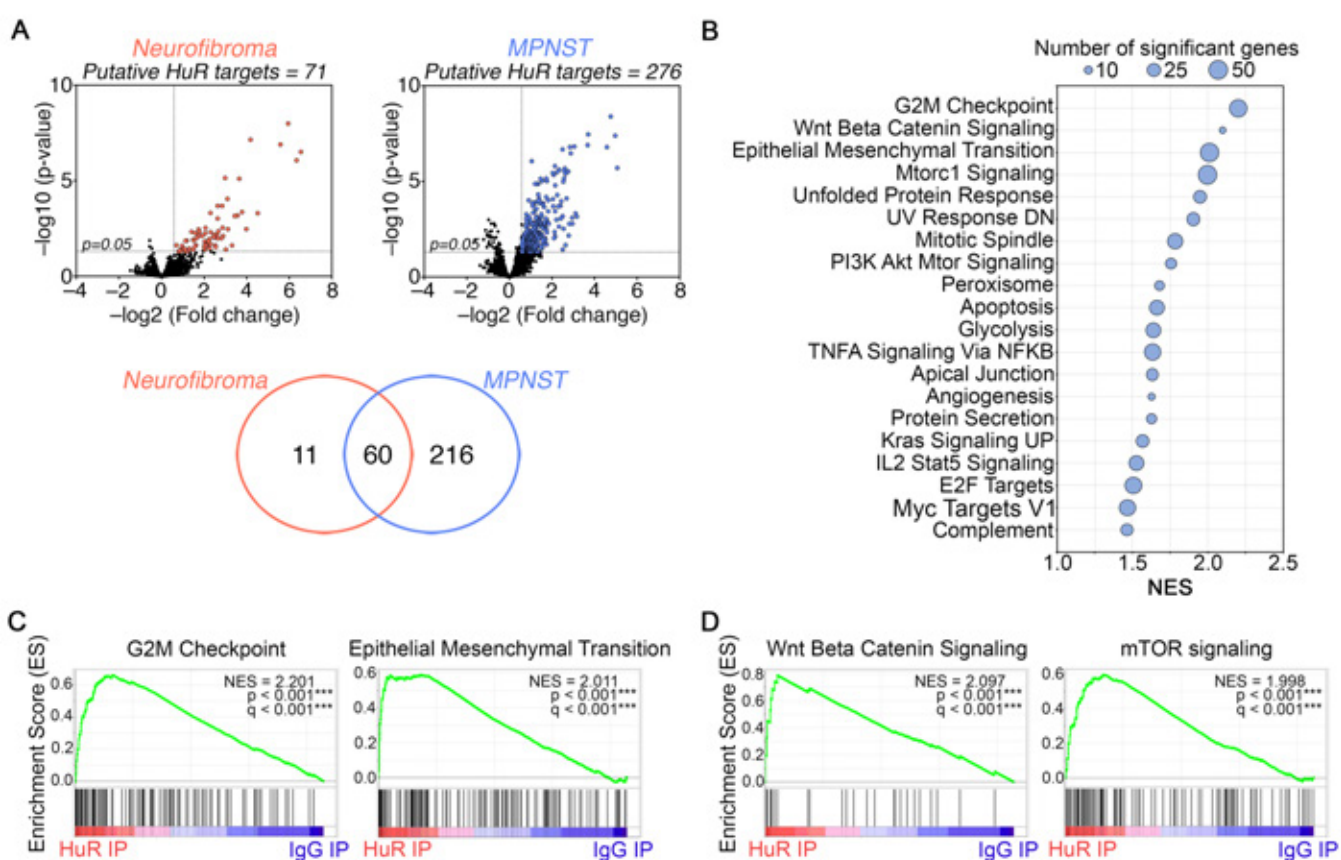 A
Neurofibroma
Putative HuR targets = 71
10
5
0
–log10 (p-value)
p=0.05
–4 –2 0 2 4 6 8
–log2 (Fold change)
MPNST
Putative HuR targets = 276
10
5
0
–log10 (p-value)
p=0.05
–4 –2 0 2 4 6 8
–log2 (Fold change)
Neurofibroma
MPNST
11 60 216
B
Number of significant genes
10 25 50
G2M Checkpoint
Wnt Beta Catenin Signaling
Epithelial Mesenchymal Transition
Mtorc1 Signaling
Unfolded Protein Response
UV Response DN
Mitotic Spindle
PI3K Akt Mtor Signaling
Peroxisome
Apoptosis
Glycolysis
TNFA Signaling Via NFKB
Apical Junction
Angiogenesis
Protein Secretion
Kras Signaling UP
IL2 Stat5 Signaling
E2F Targets
Myc Targets V1
Complement
1.0 1.5 2.0 2.5
NES
C
Enrichment Score (ES)
G2M Checkpoint
NES = 2.201
p < 0.001***
q < 0.001***
0.6
0.4
0.2
0.0
HuR IP IgG IP
Epithelial Mesenchymal Transition
NES = 2.011
p < 0.001***
q < 0.001***
0.6
0.4
0.2
0.0
HuR IP IgG IP
D
Enrichment Score (ES)
Wnt Beta Catenin Signaling
NES = 2.097
p < 0.001***
q < 0.001***
0.8
0.6
0.4
0.2
0.0
HuR IP IgG IP
mTOR signaling
NES = 1.998
p < 0.001***
q < 0.001***
0.6
0.4
0.2
0.0
HuR IP IgG IP